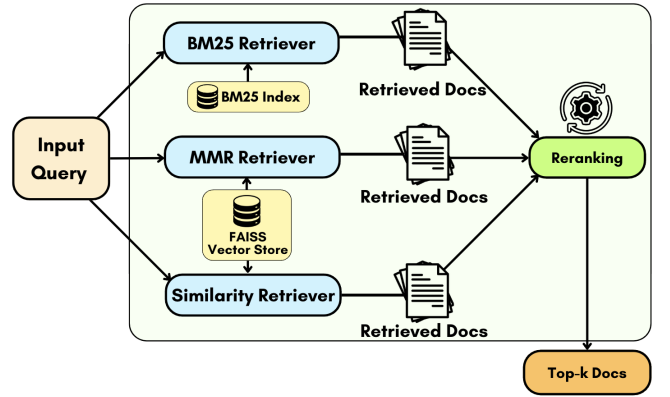 BM25 Retriever
BM25 Index
Retrieved Docs
Input
Query
MMR Retriever
Retrieved Docs
Reranking
FAISS
Vector Store
Similarity Retriever
Retrieved Docs
Top-k Docs